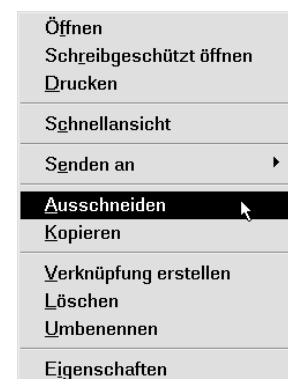 Öffnen
Schreibgeschützt öffnen
Drucken
Schnellansicht
Senden an
Ausschneiden
Kopieren
Verknüpfung erstellen
Löschen
Umbenennen
Eigenschaften